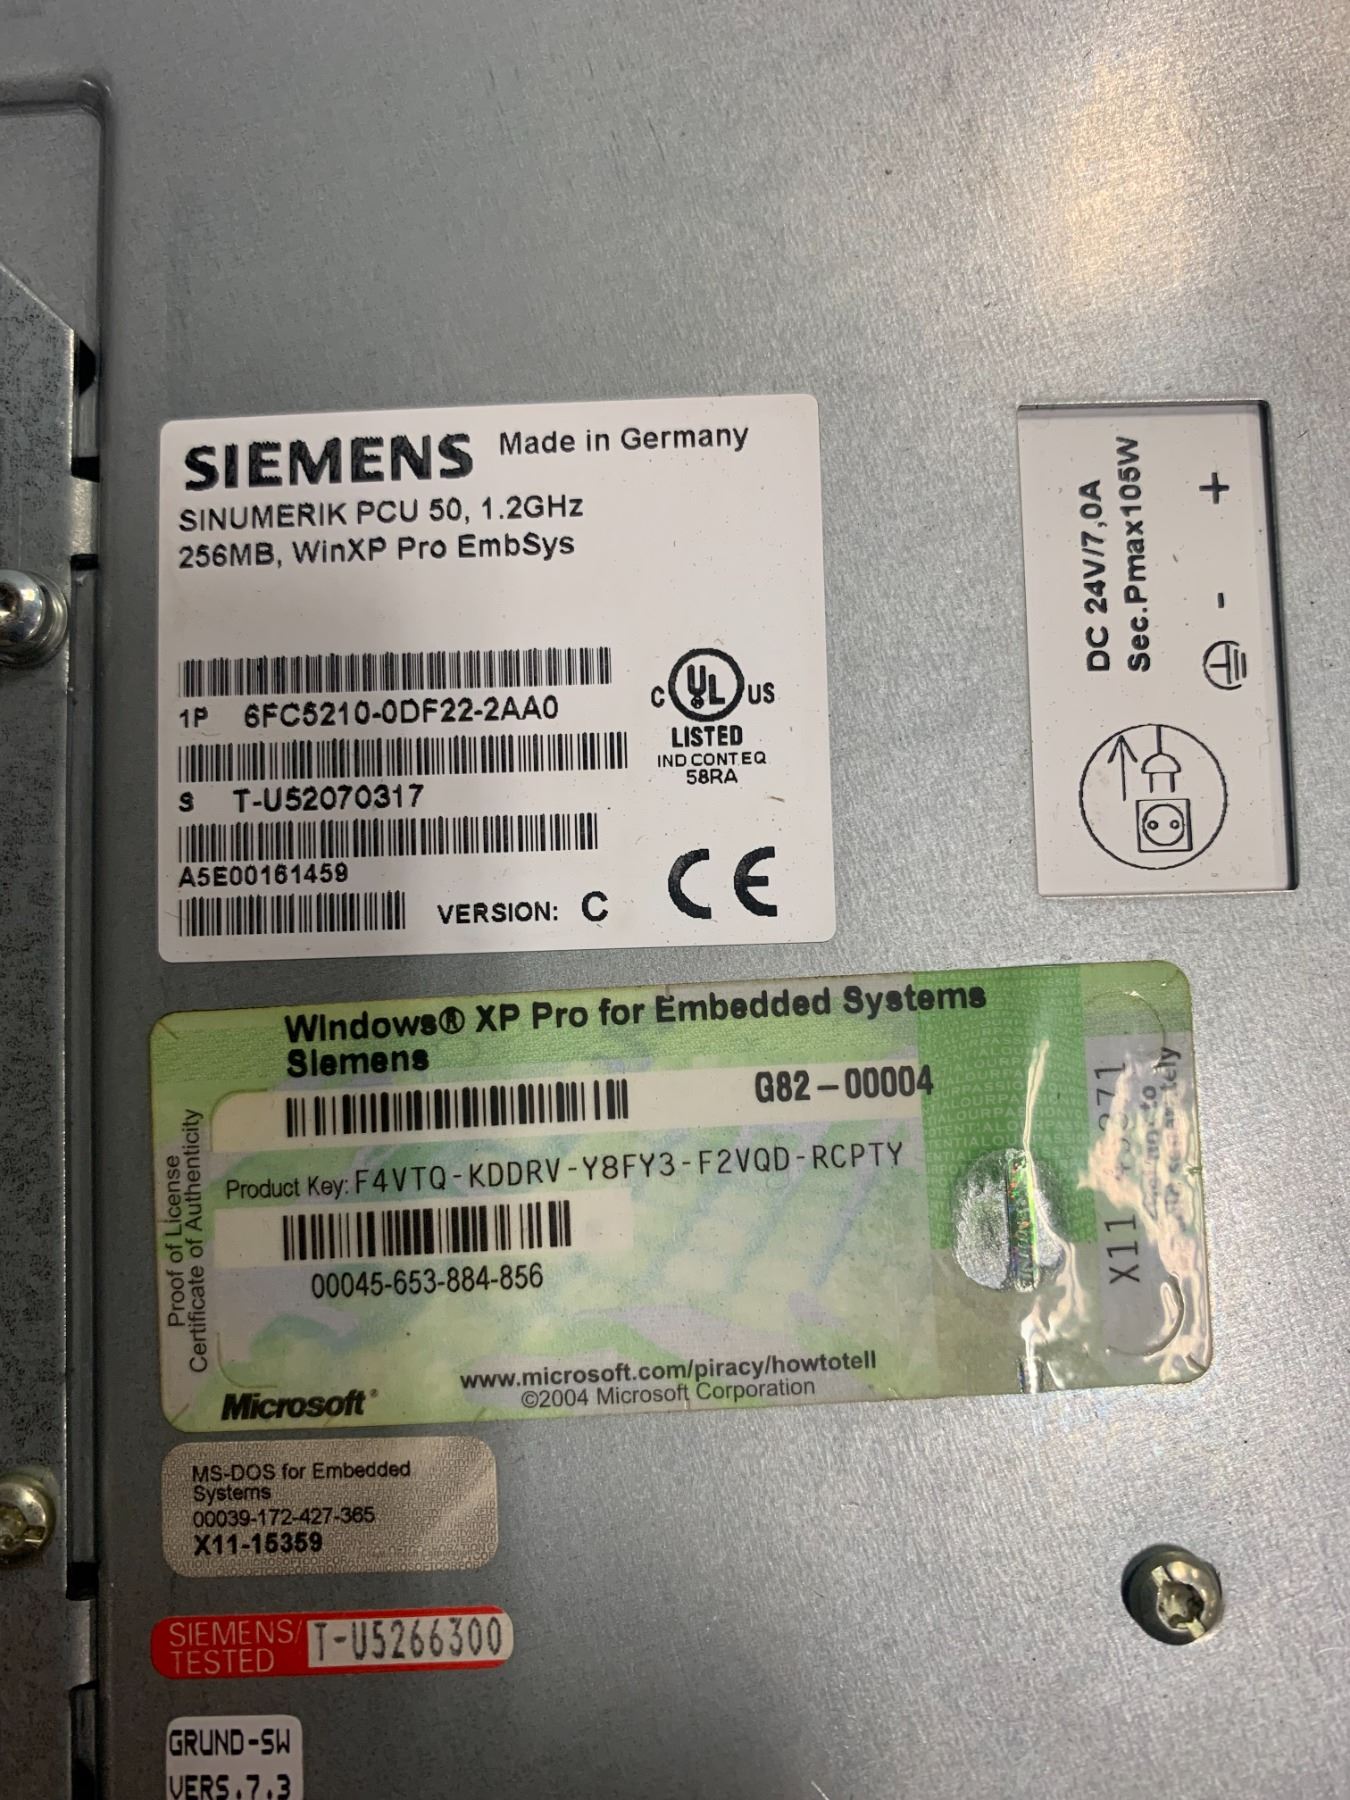 SIEMENS Made in Germany
SINUMERIK PCU 50, 1.2GHz
256MB, WinXP Pro EmbSys
1P 6FC5210-0DF22-2AA0
S T-U52070317
A5E00161459
VERSION: C
C UL US
LISTED
IND CONT.EQ
58RA
CE
DC 24V/7,0A
Sec.Pmax105W
+
-
Windows® XP Pro for Embedded Systems
Siemens
G82-00004
Product Key: F4VTQ-KDDRV-Y8FY3-F2VQD-RCPTY
00045-653-884-856
Proof of License
Certificate of Authenticity
X11
www.microsoft.com/piracy/howtotell
©2004 Microsoft Corporation
Microsoft®
MS-DOS for Embedded
Systems
00039-172-427-365
X11-15359
SIEMENS/
TESTED
T-U5266300
GRUND-SW
VERS.7.3